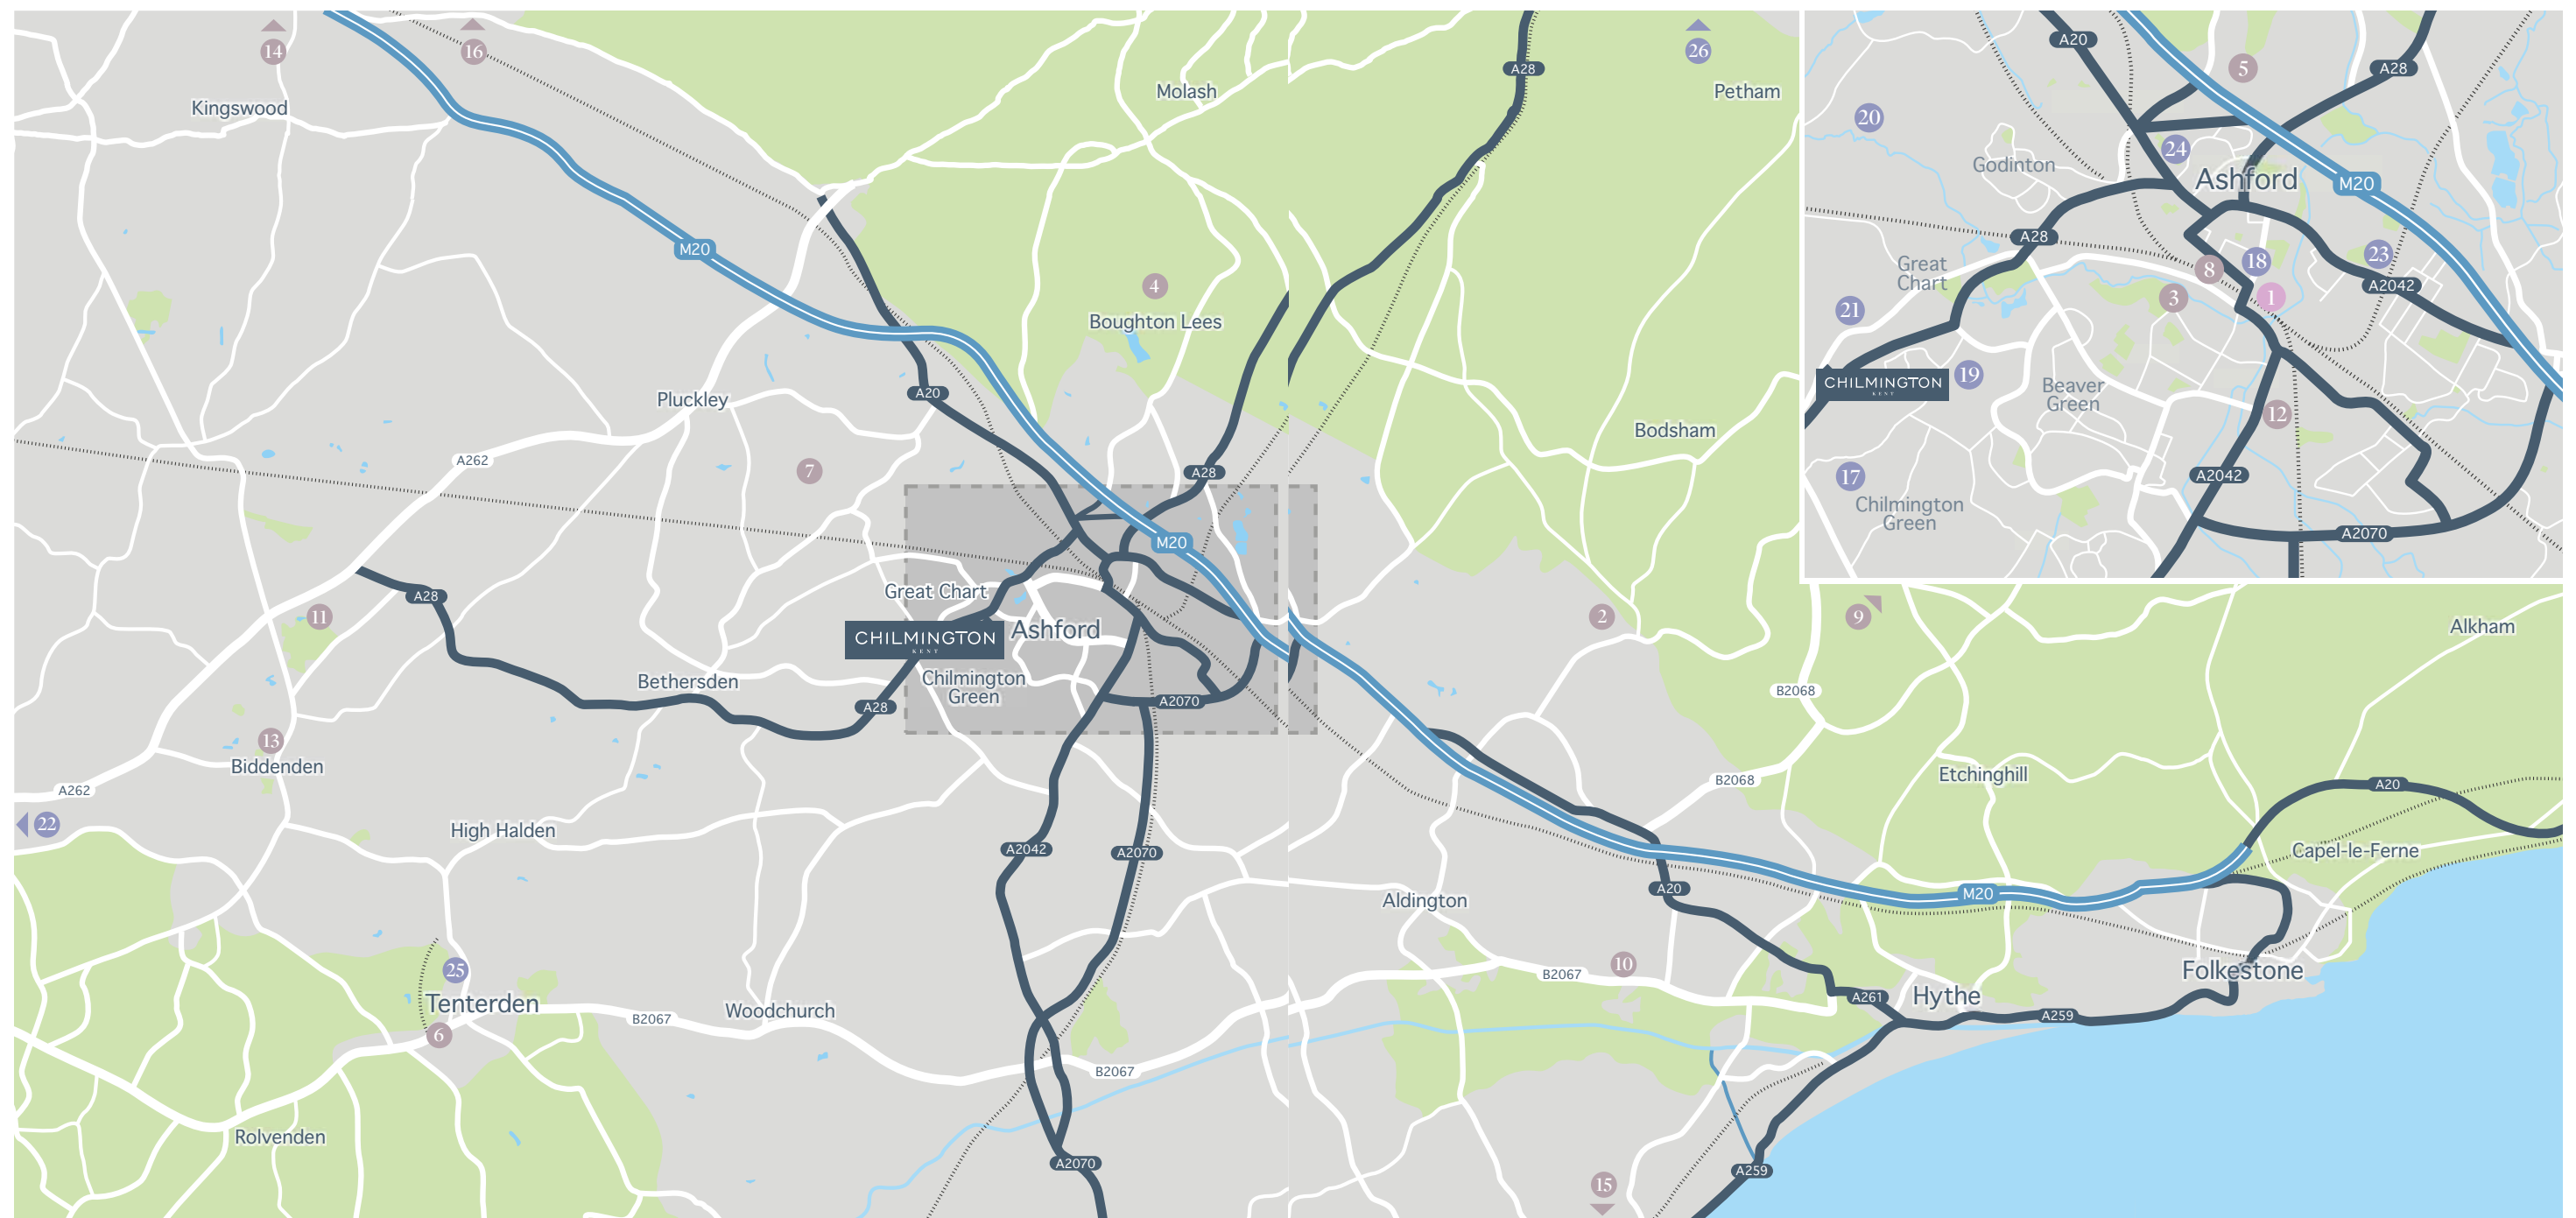 14
16
Kingswood
M20
Molash
A28
26
Petham
4
Boughton Lees
Pluckley
A20
Bodsham
A262
7
A28
M20
Great Chart
CHILMINGTON
KENT
Ashford
Chilmington
Green
A28
A2070
A28
11
Bethersden
13
Biddenden
A262
22
High Halden
A2042
A2070
25
Tenterden
6
B2067
Woodchurch
B2067
Rolvenden
A2070
2
9
Alkham
B2068
B2068
Etchinghill
A20
Capel-le-Ferne
A20
M20
Aldington
10
B2067
A261
Hythe
Folkestone
A259
A259
15
A20
5
A28
20
24
Godinton
Ashford
M20
A28
Great
Chart
8
18
23
A2042
21
3
1
CHILMINGTON
KENT
19
Beaver
Green
12
17
A2042
Chilmington
Green
A2070